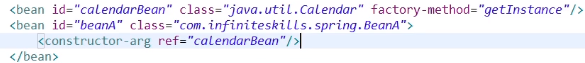 <bean id="calendarBean" class="java.util.Calendar" factory-method="getInstance"/>
<bean id="beanA" class="com.infiniteskills.spring.BeanA">
<constructor-arg ref="calendarBean"/>
</bean>